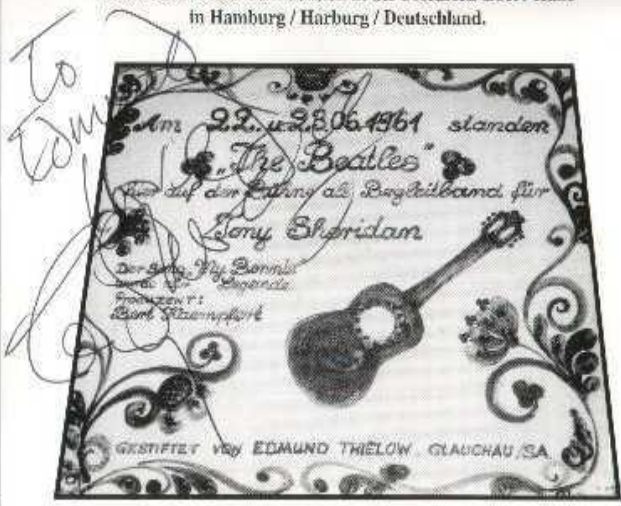 in Hamburg / Harburg / Deutschland.
To
Edmund
Am 22. u 23.06.1961 standen
"The Beatles"
hier auf der Bühne als Begleitband für
Tony Sheridan
Der Song „My Bonnie"
wurde zur Legende
Produzent:
Bert Kaempfert
GESTIFTET VON EDMUND THIELOW. GLAUCHAU/SA.